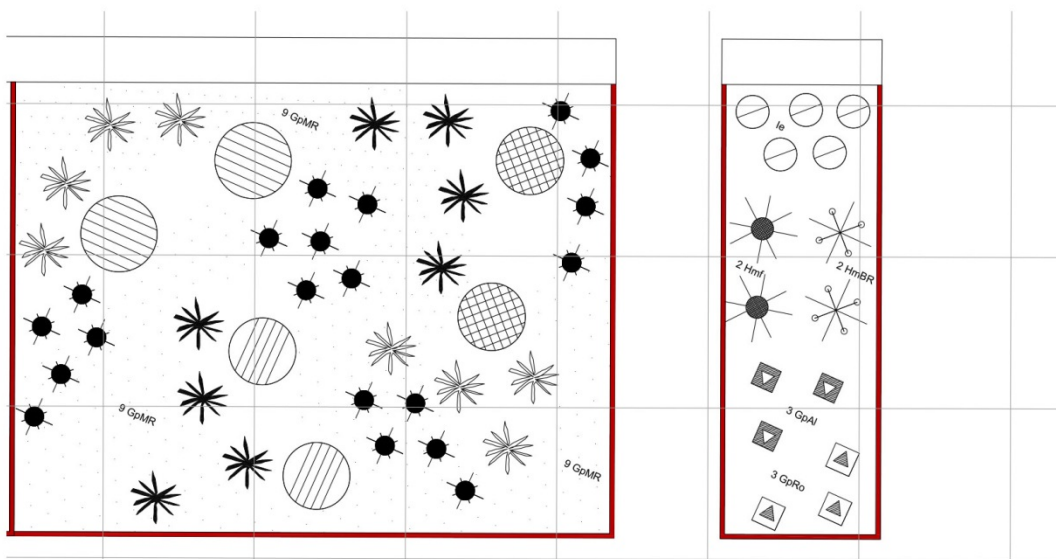 9 GpMR
Ie
2 Hmf
2 HmBR
9 GpMR
3 GpAl
9 GpMR
3 GpRo